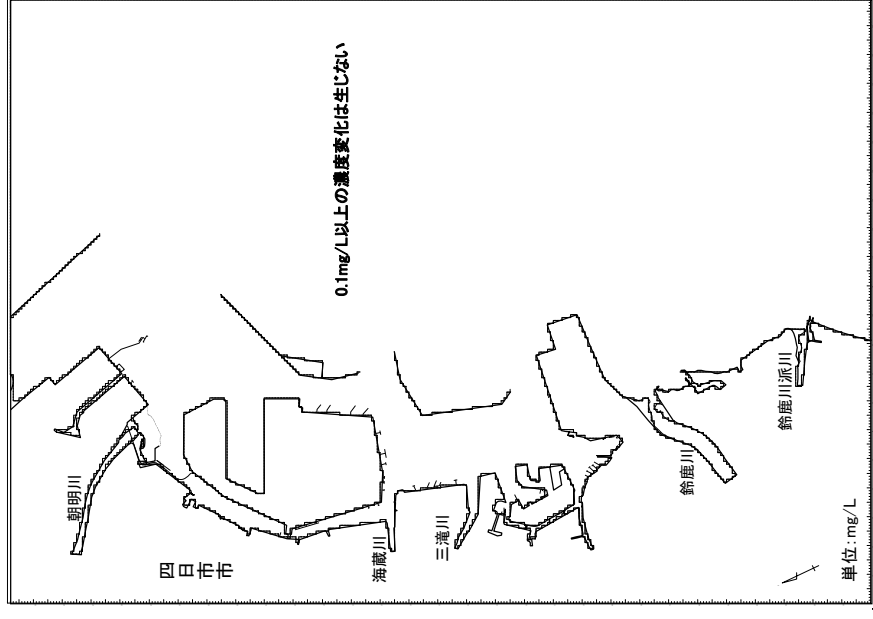 0.1mg/L以上の濃度変化は生じない
朝明川
四日市市
海蔵川
三滝川
鈴鹿川
鈴鹿川派川
単位:mg/L